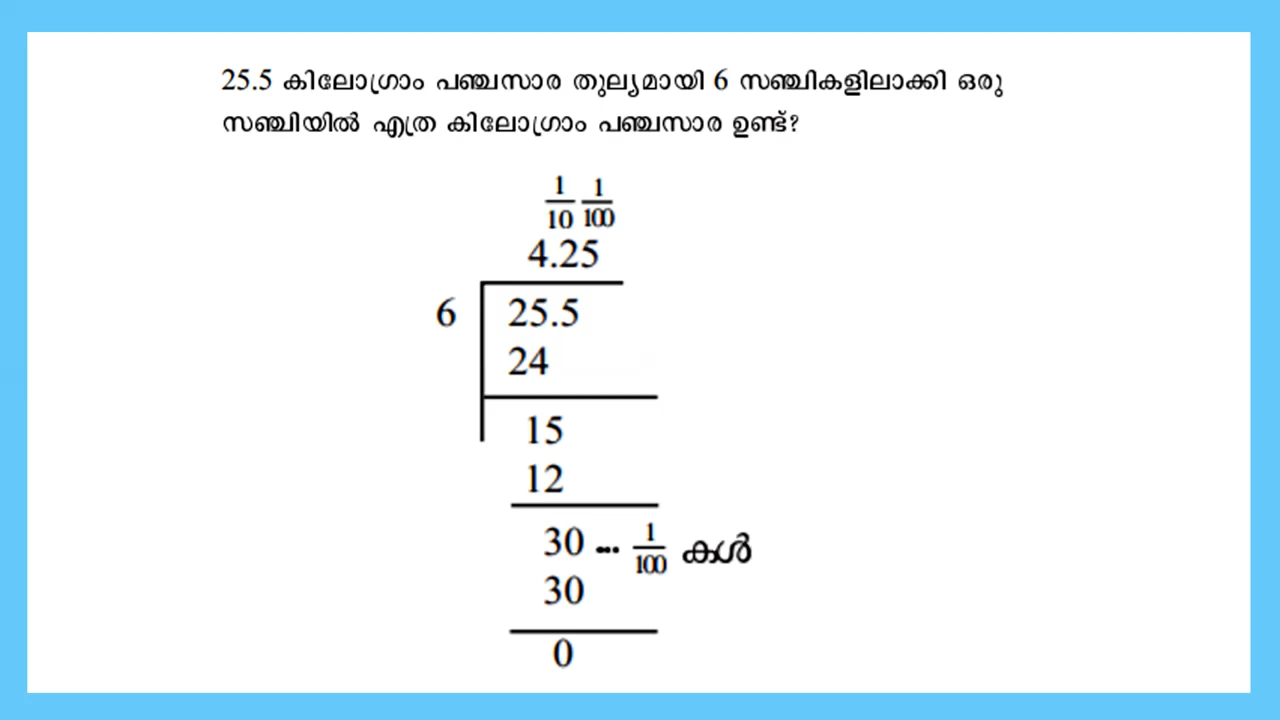 25.5 കിലോഗ്രാം പഞ്ചസാര തുല്യമായി 6 സഞ്ചികളിലാക്കി ഒരു
സഞ്ചിയിൽ എത്ര കിലോഗ്രാം പഞ്ചസാര ഉണ്ട്?
1/10 1/100
4.25
6 25.5
24
15
12
30 ... 1/100 കൾ
30
0